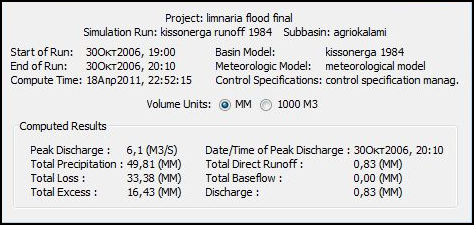 Project: limnaria flood final
Simulation Run: kissonerga runoff 1984 Subbasin: agriokalami
Start of Run: 30Οκτ2006, 19:00 Basin Model: kissonerga 1984
End of Run: 30Οκτ2006, 20:10 Meteorologic Model: meteorological model
Compute Time: 18Απρ2011, 22:52:15 Control Specifications: control specification manag.
Volume Units: MM 1000 M3
Computed Results
Peak Discharge : 6,1 (M3/S) Date/Time of Peak Discharge : 30Οκτ2006, 20:10
Total Precipitation : 49,81 (MM) Total Direct Runoff : 0,83 (MM)
Total Loss : 33,38 (MM) Total Baseflow : 0,00 (MM)
Total Excess : 16,43 (MM) Discharge : 0,83 (MM)